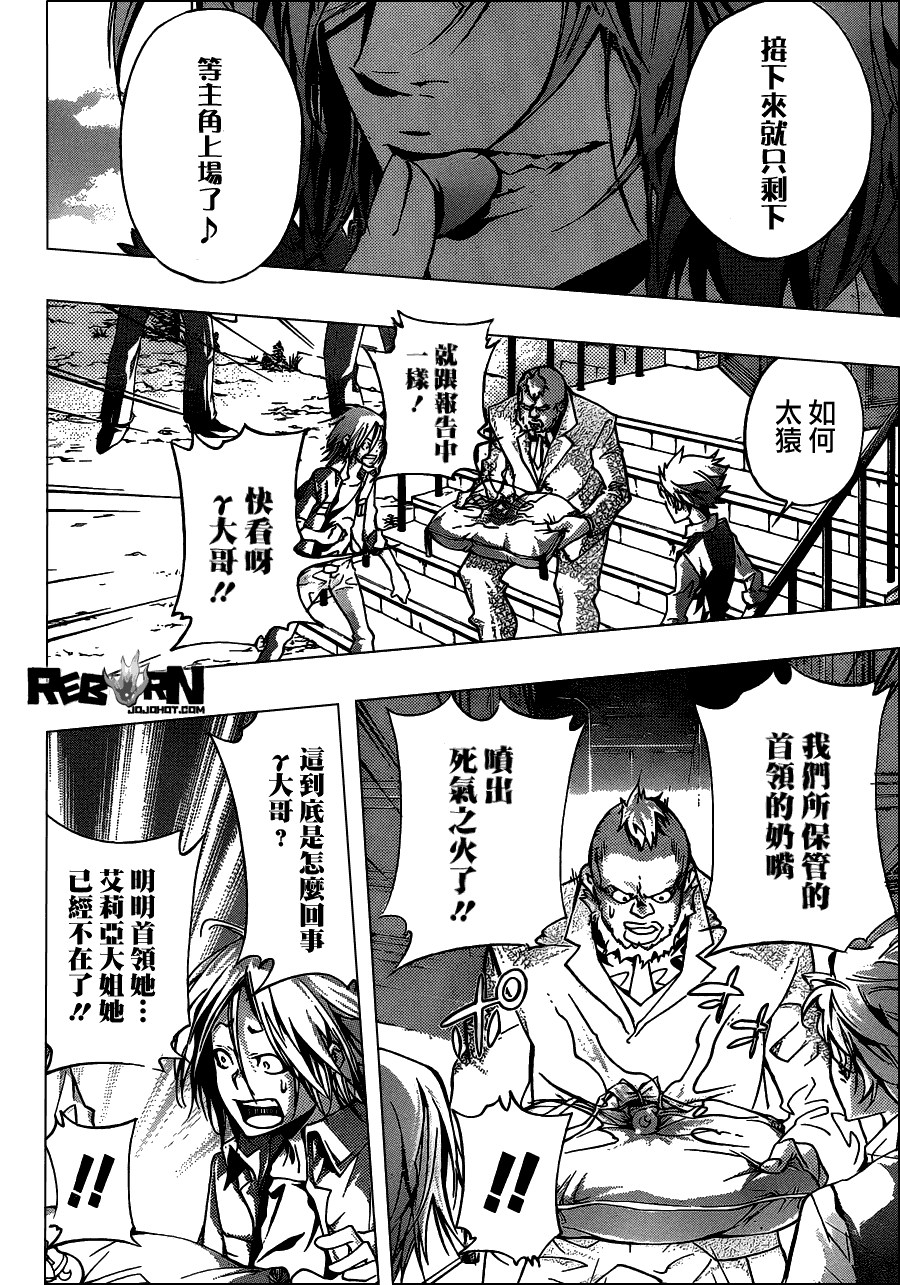 接下來就只剩下
等主角上場了♪
如何
太猿
就跟報告中
一樣！
快看呀
γ大哥！！
REBORN
JOJOHOT.COM
我們所保管的
首領的奶嘴
噴出
死氣之火了！！
！！
這到底是怎麼回事
γ大哥？
明明首領她…
艾莉亞大姐她
已經不在了！！
！！